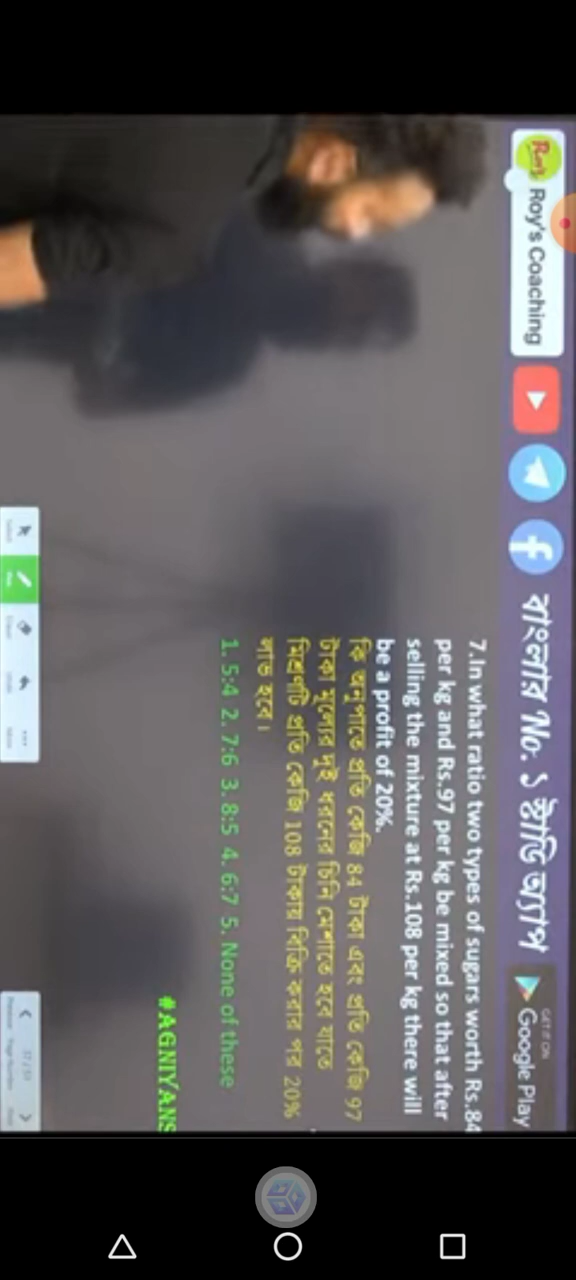 Roy's Coaching
বাংলার No. ১ স্টাডি অ্যাপ
GET IT ON
Google Play
7.In what ratio two types of sugars worth Rs.84
per kg and Rs.97 per kg be mixed so that after
selling the mixture at Rs.108 per kg there will
be a profit of 20%.
কি অনুপাতে প্রতি কেজি 84 টাকা এবং প্রতি কেজি 97
টাকা মূল্যের দুই ধরনের চিনি মেশাতে হবে যাতে
মিশ্রণটি প্রতি কেজি 108 টাকায় বিক্রি করার পর 20%
লাভ হবে।
1. 5:4 2. 7:6 3. 8:5 4. 6:7 5. None of these
#AGNIYANS